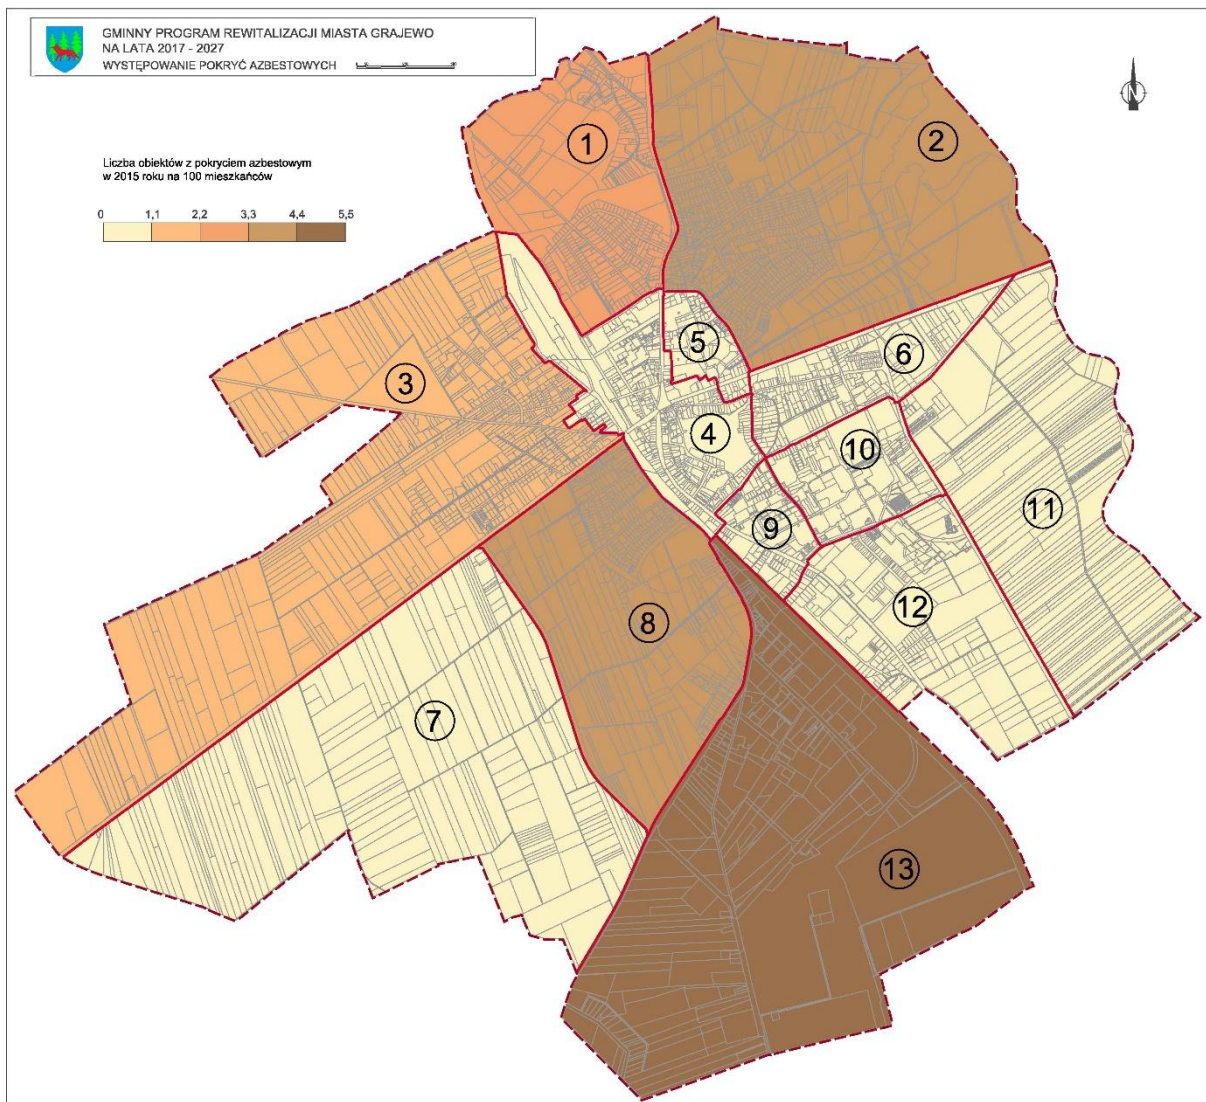 GMINNY PROGRAM REWITALIZACJI MIASTA GRAJEWO
NA LATA 2017 - 2027
WYSTĘPOWANIE POKRYĆ AZBESTOWYCH
N
Liczba obiektów z pokryciem azbestowym
w 2015 roku na 100 mieszkańców
0 1,1 2,2 3,3 4,4 5,5
1
2
3
4
5
6
7
8
9
10
11
12
13